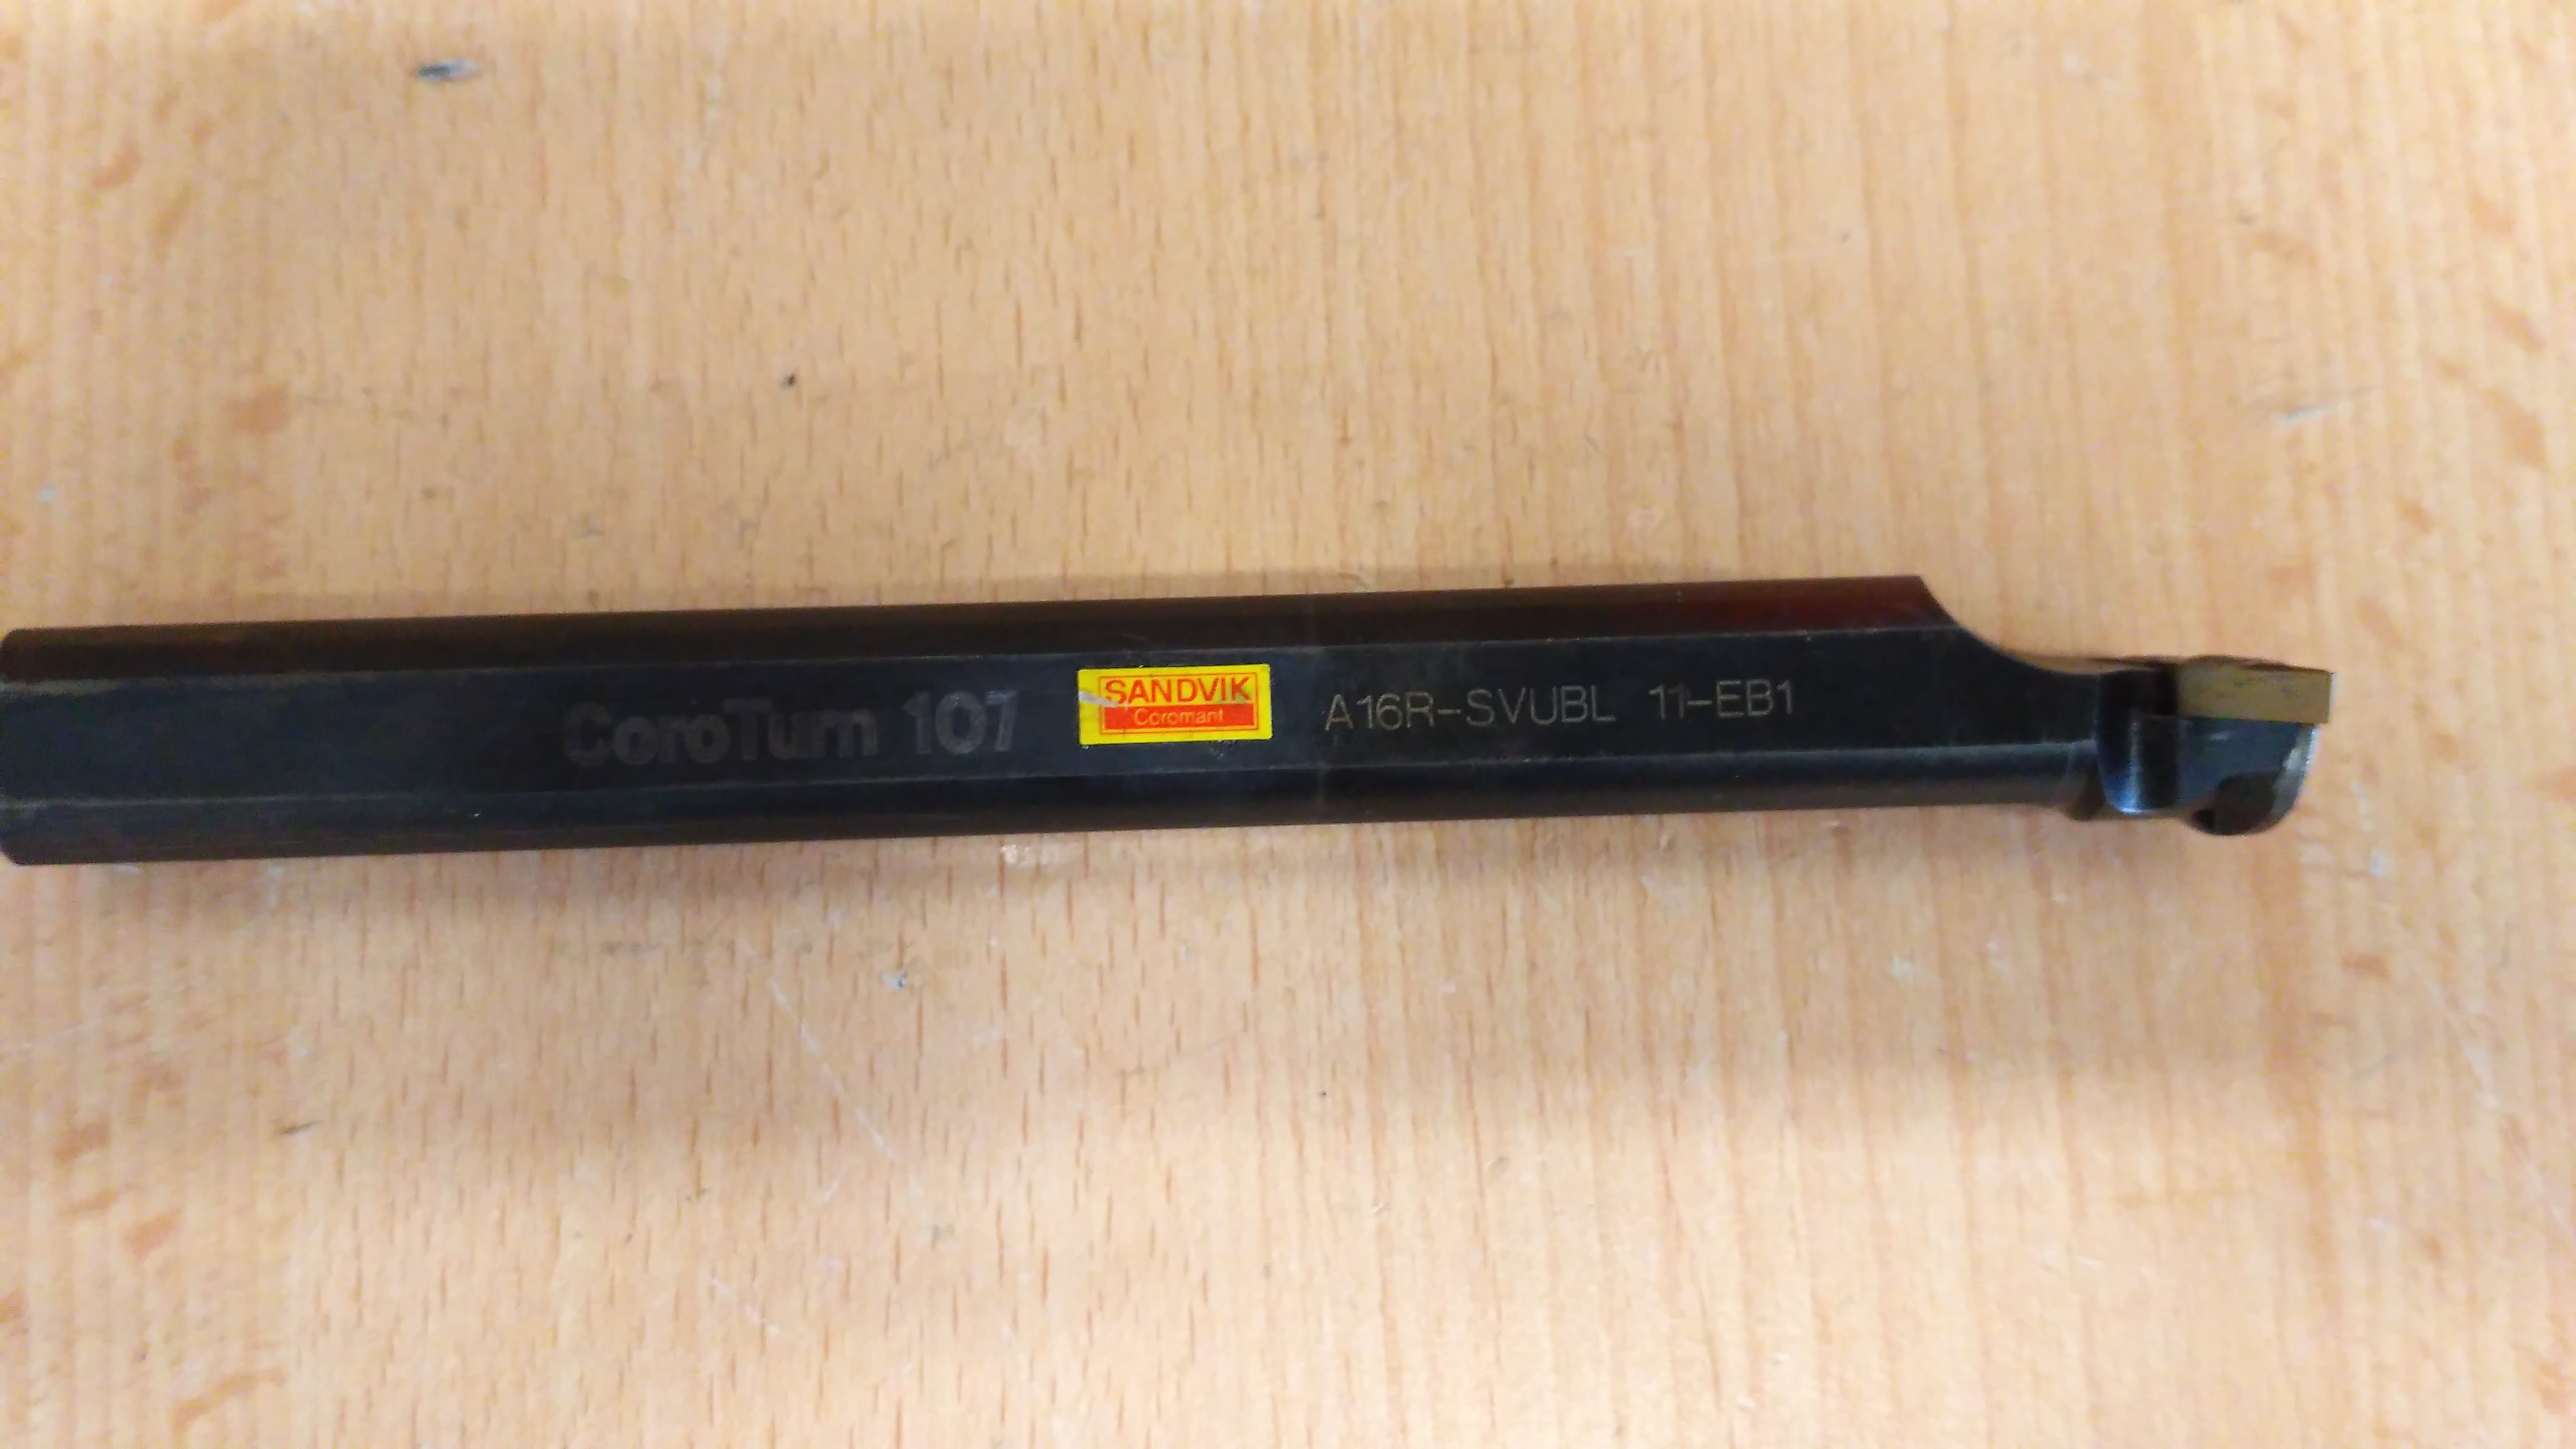 CoroTurn 107
SANDVIK
Coromant
A16R-SVUBL 11-EB1